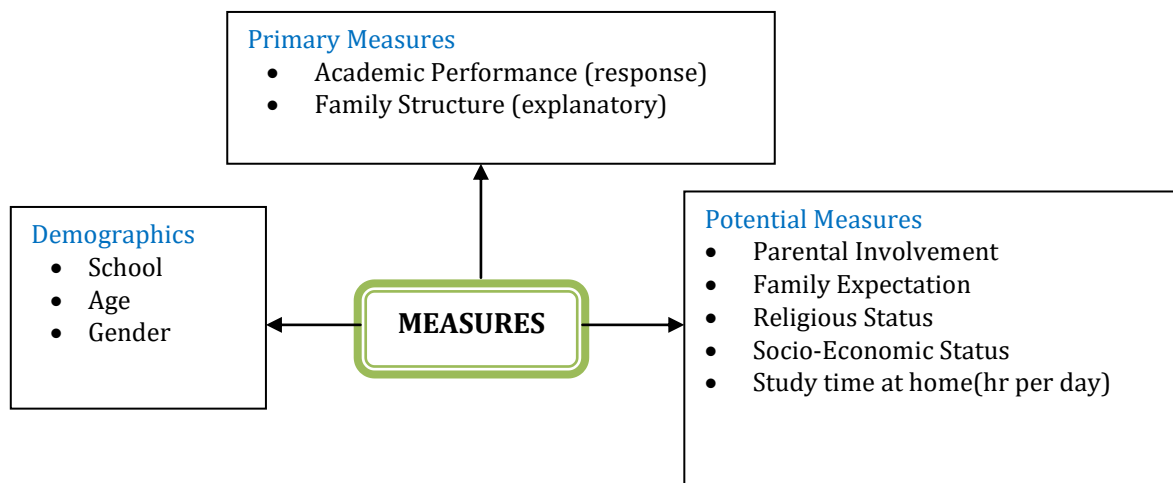 Primary Measures
• Academic Performance (response)
• Family Structure (explanatory)
Demographics
• School
• Age
• Gender
MEASURES
Potential Measures
• Parental Involvement
• Family Expectation
• Religious Status
• Socio-Economic Status
• Study time at home(hr per day)